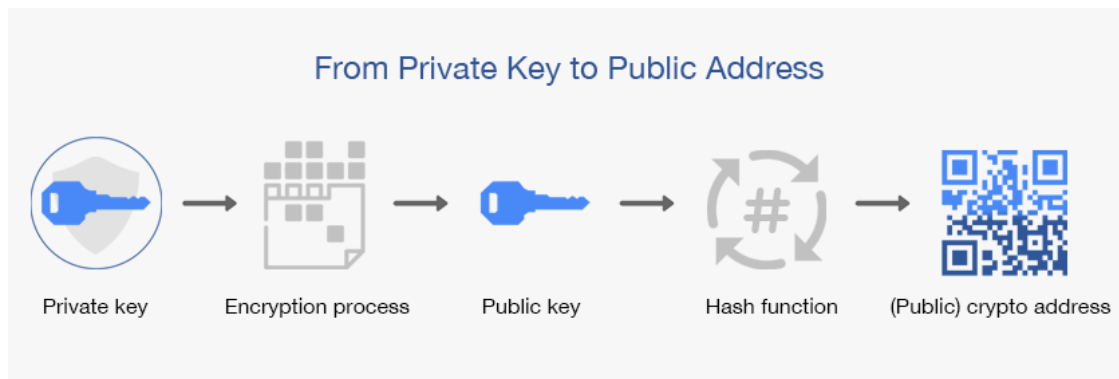 From Private Key to Public Address
#
Private key
Encryption process
Public key
Hash function
(Public) crypto address